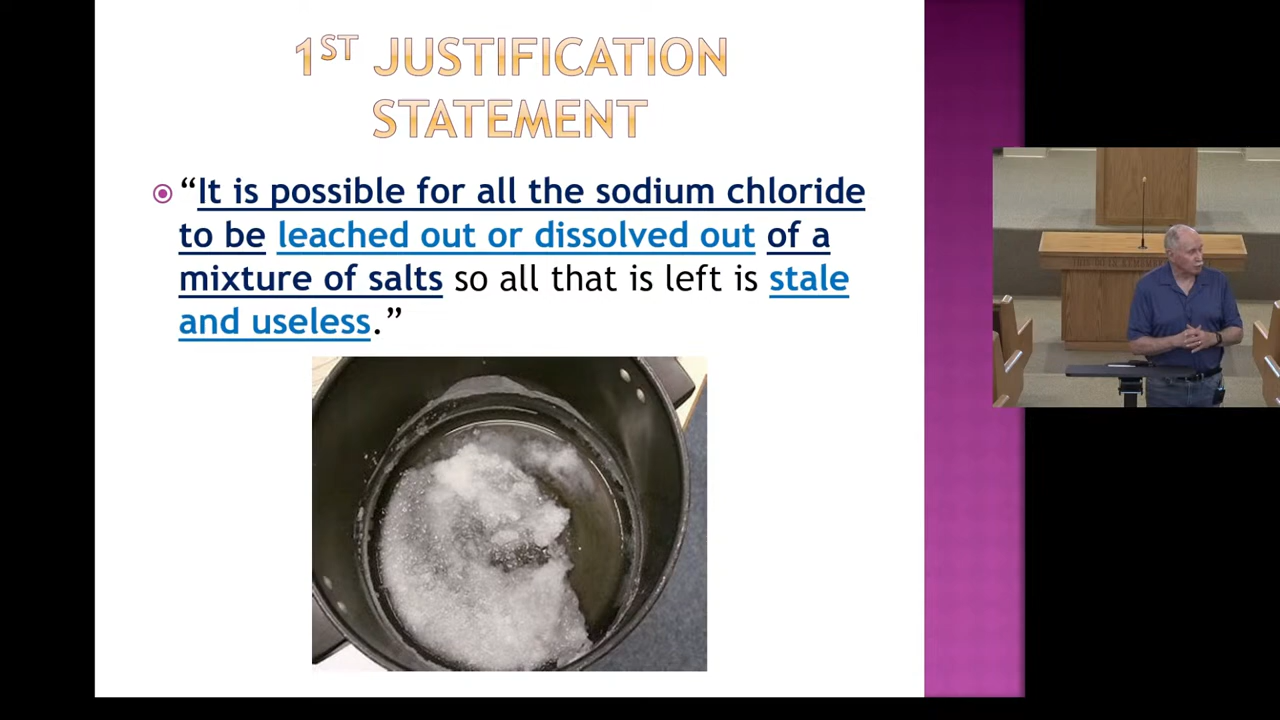 1ST JUSTIFICATION
STATEMENT
“It is possible for all the sodium chloride
to be leached out or dissolved out of a
mixture of salts so all that is left is stale
and useless.”